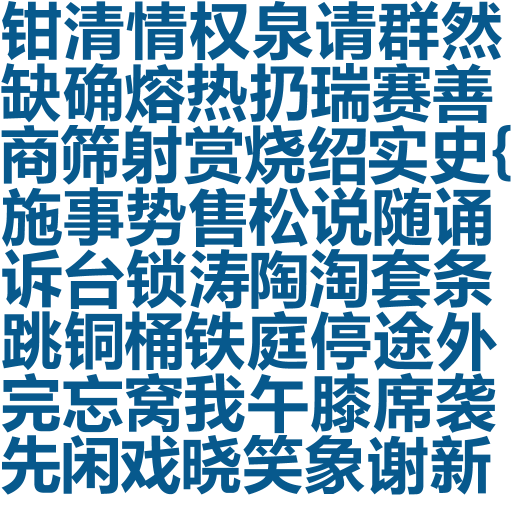 钳清情权泉请群然
缺确熔热扔瑞赛善
商筛射赏烧绍实史{
施事势售松说随诵
诉台锁涛陶淘套条
跳铜桶铁庭停途外
完忘窝我午膝席袭
先闲戏晓笑象谢新